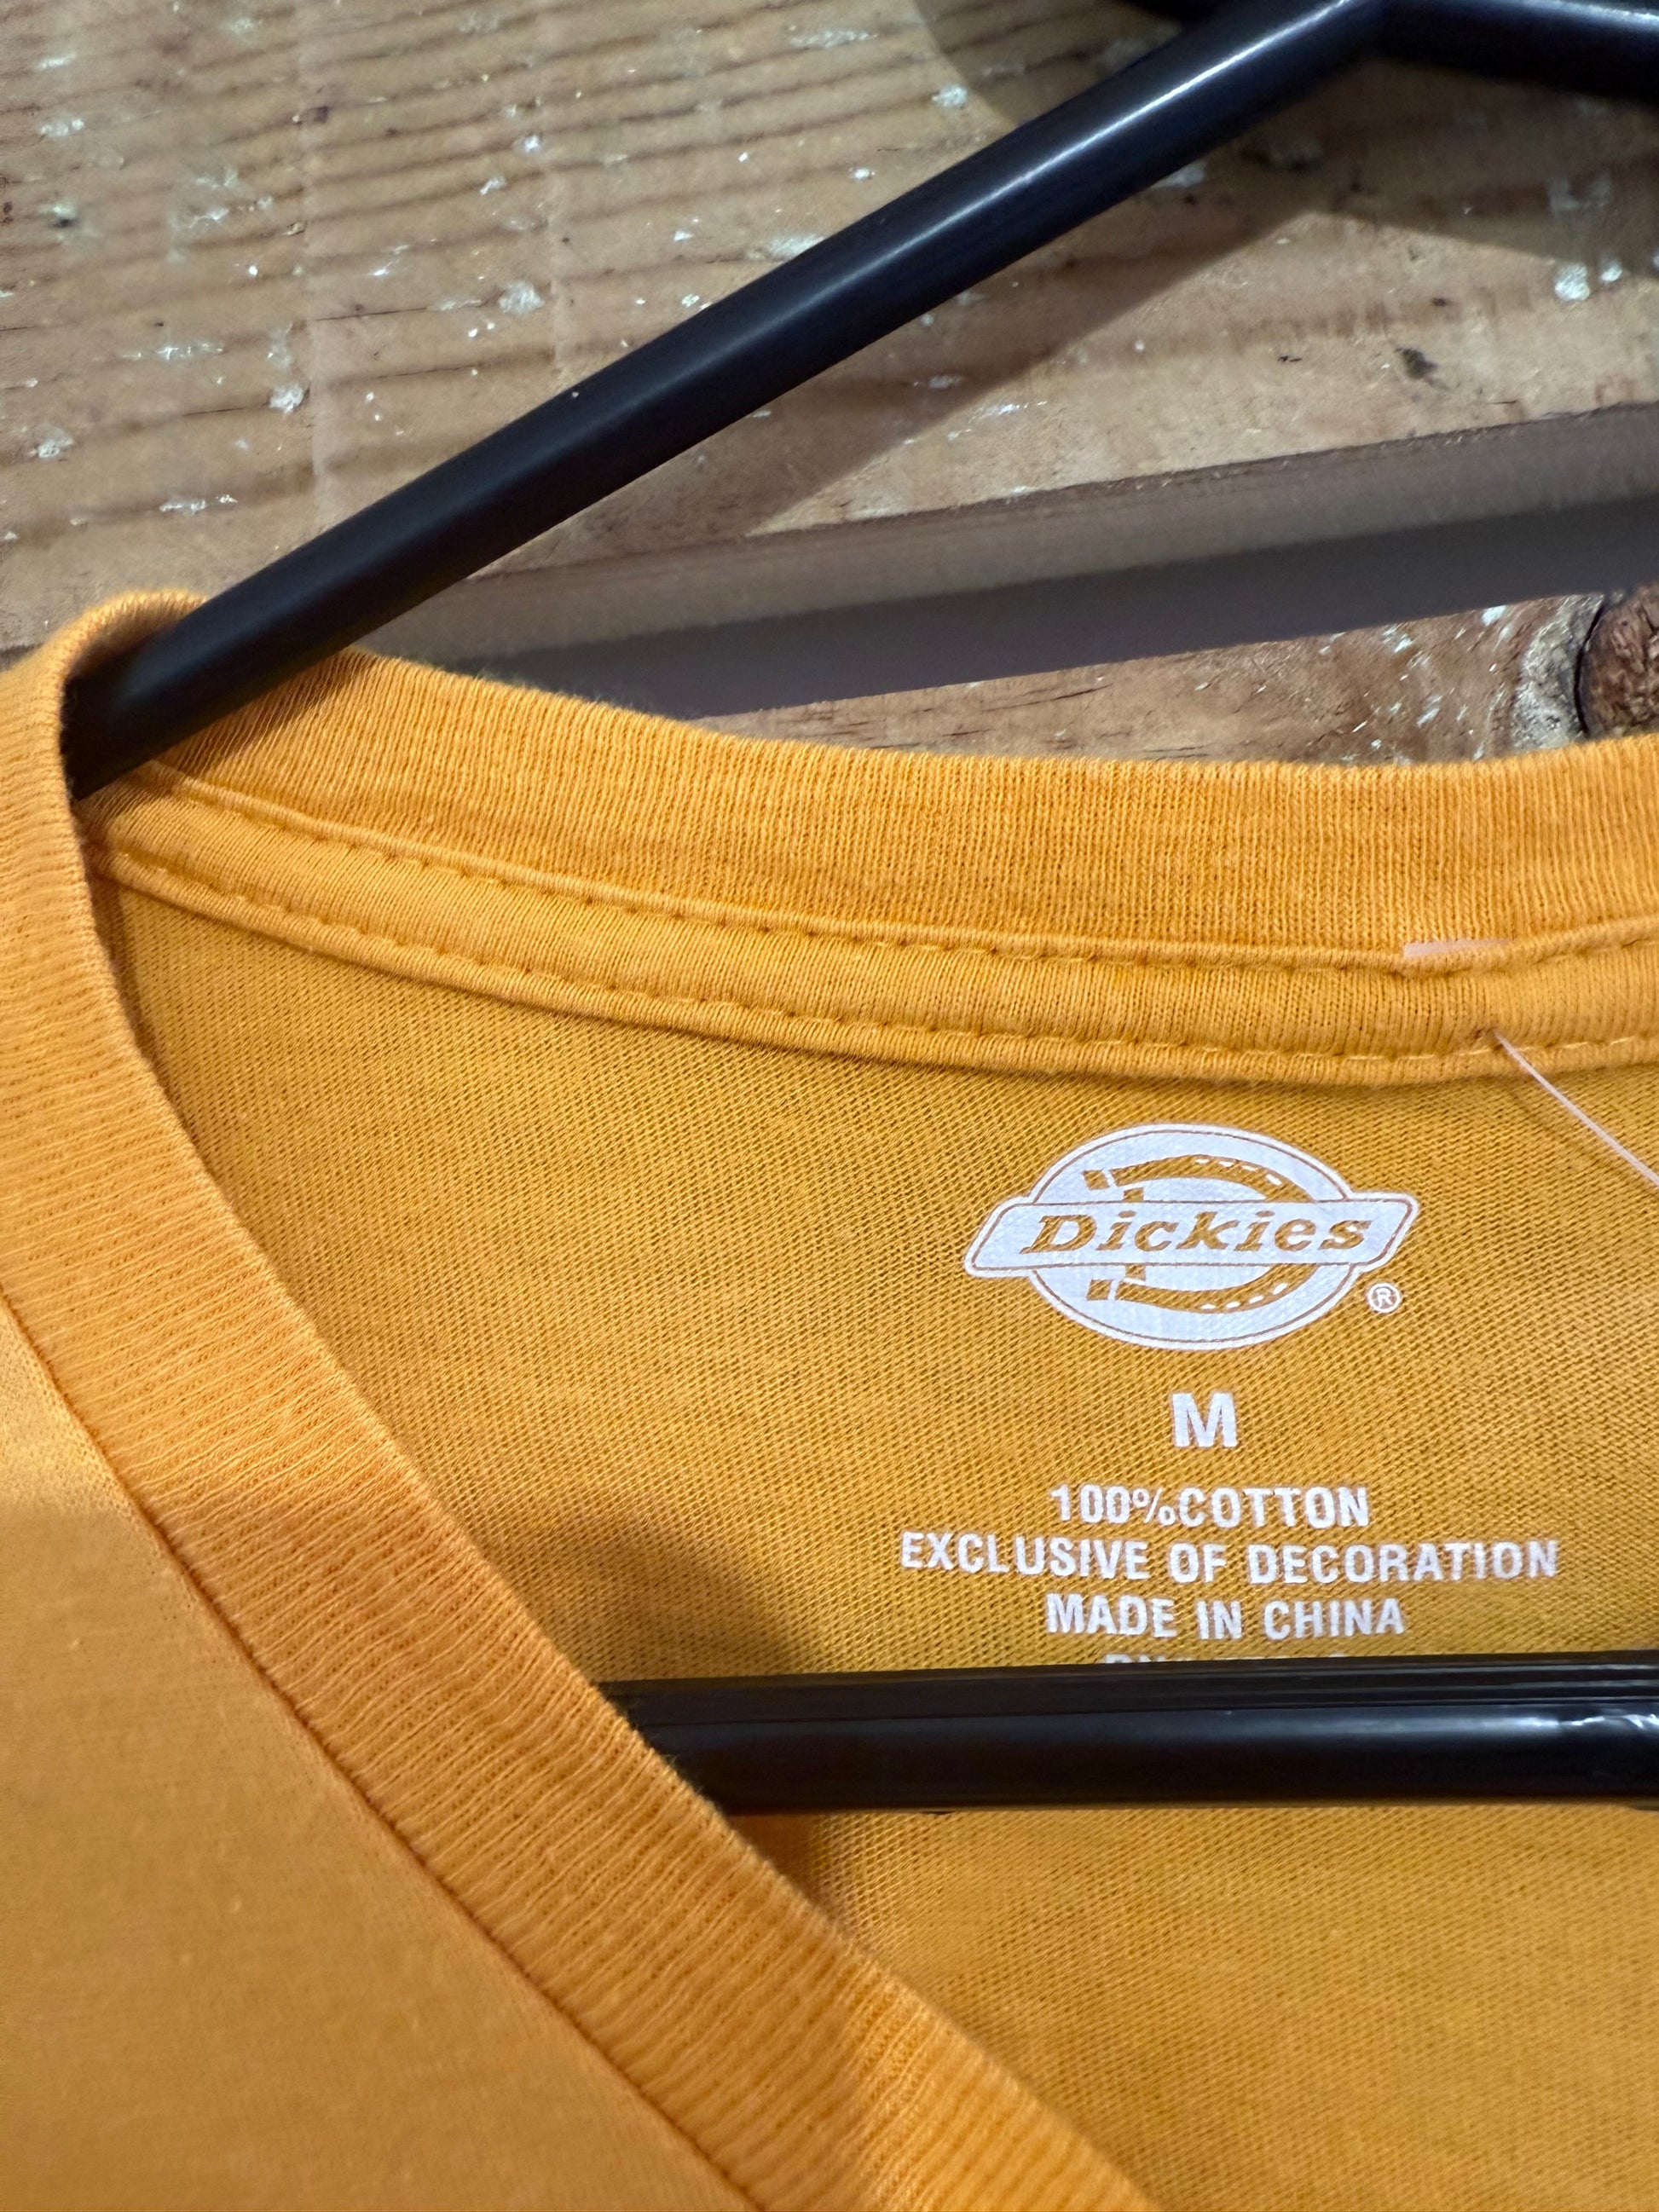 Dickies
®
M
100%COTTON
EXCLUSIVE OF DECORATION
MADE IN CHINA